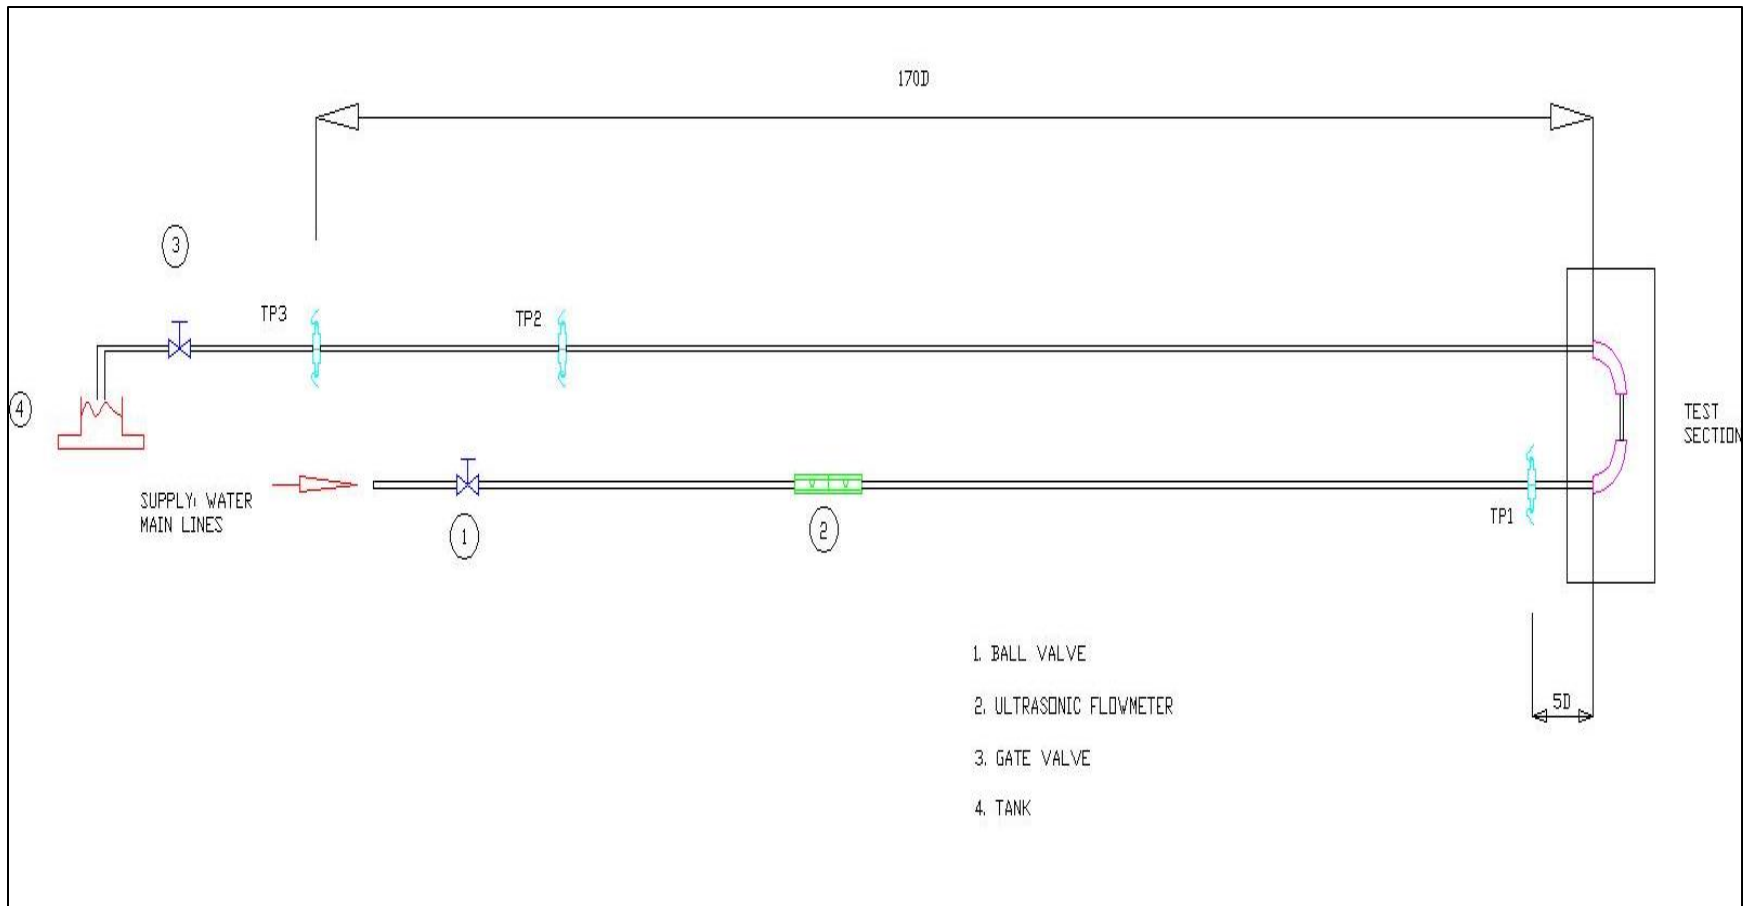 170D
3
TP3
TP2
4
TEST
SECTION
SUPPLY: WATER
MAIN LINES
TP1
1
2
1. BALL VALVE
2. ULTRASONIC FLOWMETER
5D
3. GATE VALVE
4. TANK